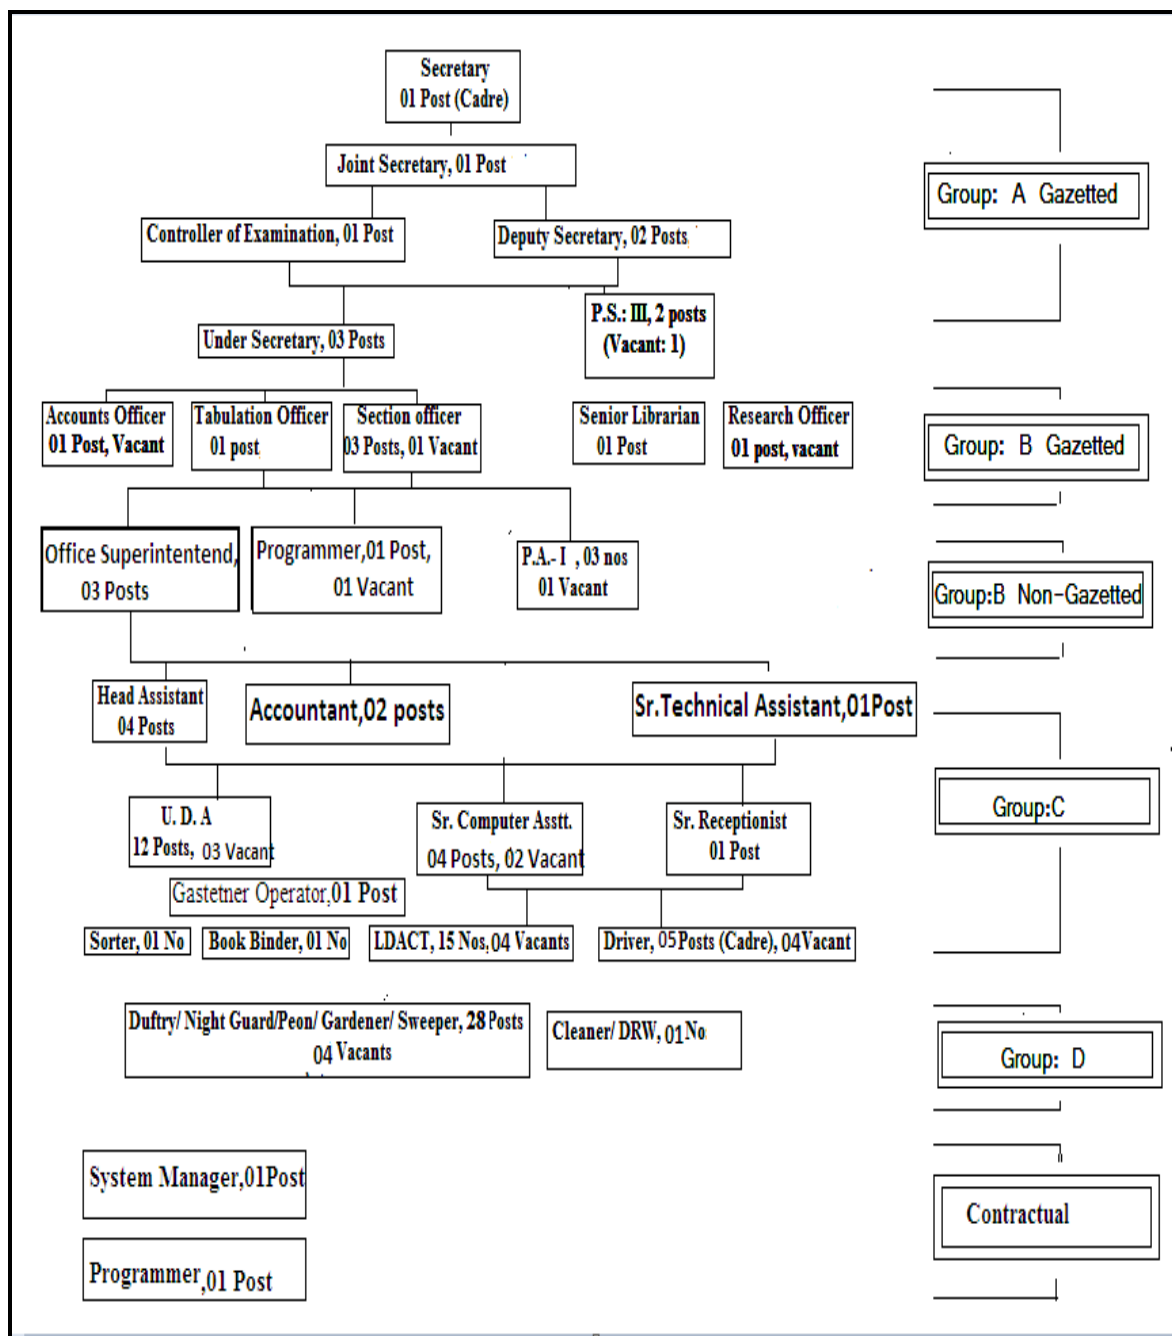 Secretary
01 Post (Cadre)
Joint Secretary, 01 Post
Group: A Gazetted
Controller of Examination, 01 Post
Deputy Secretary, 02 Posts,
P.S.: III, 2 posts
(Vacant: 1)
Under Secretary, 03 Posts
Accounts Officer
01 Post, Vacant
Tabulation Officer
01 post,
Section officer
03 Posts, 01 Vacant
Senior Librarian
01 Post
Research Officer
01 post, vacant
Group: B Gazetted
Office Superintentend,
03 Posts
Programmer,01 Post,
01 Vacant
P.A.- I , 03 nos
01 Vacant
Group:B Non-Gazetted
Head Assistant
04 Posts
Accountant,02 posts
Sr.Technical Assistant,01Post
Group:C
U. D. A
12 Posts, 03 Vacant
Sr. Computer Asstt.
04 Posts, 02 Vacant
Sr. Receptionist
01 Post
Gastetner Operator,01 Post
Sorter, 01 No
Book Binder, 01 No
LDACT, 15 Nos, 04 Vacants
Driver, 05 Posts (Cadre), 04 Vacant
Duftry/ Night Guard/Peon/ Gardener/ Sweeper, 28 Posts
04 Vacants
Cleaner/ DRW, 01 No
Group: D
System Manager,01Post
Contractual
Programmer,01 Post